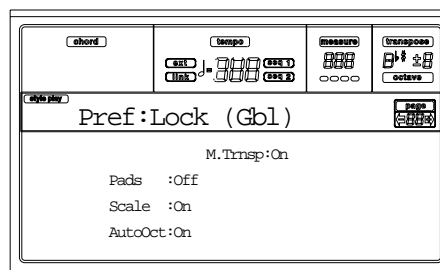 chord
tempo
measure
transpose
ext
seq 1
link
seq 2
octave
style play
page
Pref:Lock (Gbl)
M.Trnsp:On
Pads :Off
Scale :On
AutoOct:On